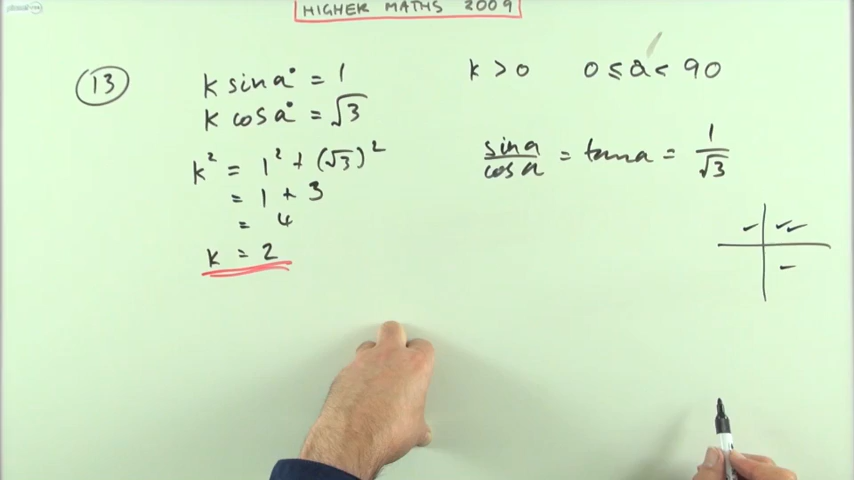 HIGHER MATHS 2009
13
k sin a° = 1
k cos a° = √3
k² = 1² + (√3)²
= 1 + 3
= 4
k = 2
k > 0 0 ≤ a < 90
sin a / cos a = tan a = 1/√3